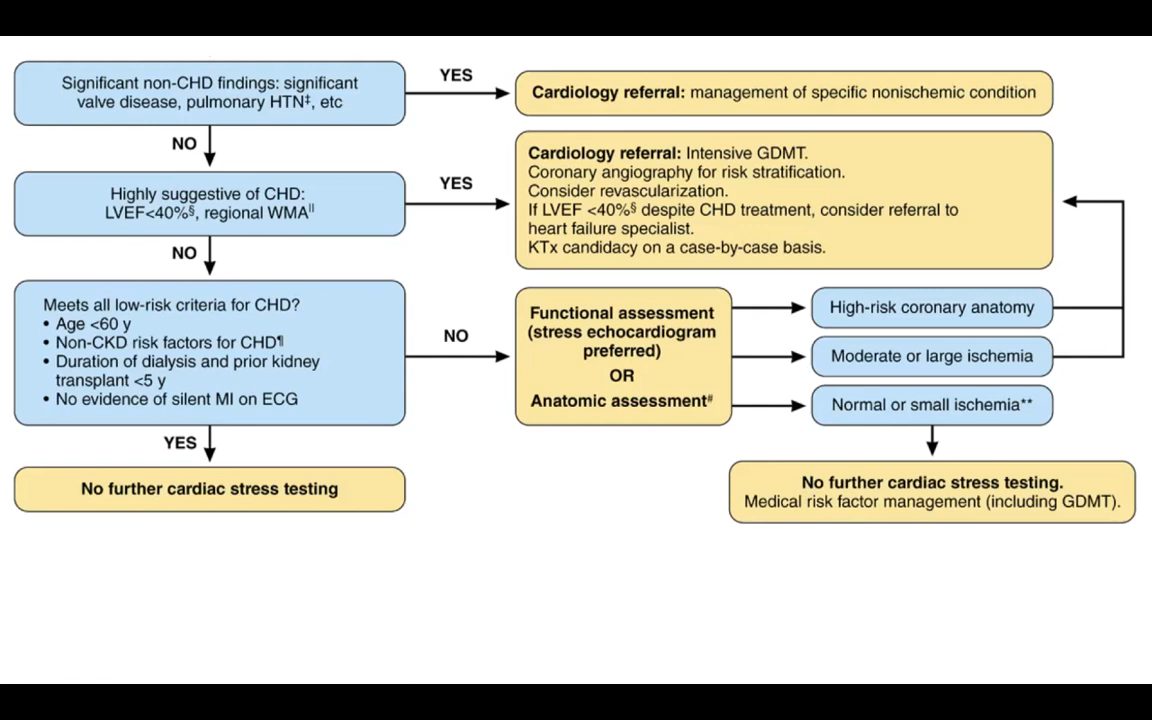 Significant non-CHD findings: significant
valve disease, pulmonary HTN‡, etc
YES
Cardiology referral: management of specific nonischemic condition
NO
Highly suggestive of CHD:
LVEF<40%§, regional WMA||
YES
Cardiology referral: Intensive GDMT.
Coronary angiography for risk stratification.
Consider revascularization.
If LVEF <40%§ despite CHD treatment, consider referral to
heart failure specialist.
KTx candidacy on a case-by-case basis.
NO
Meets all low-risk criteria for CHD?
• Age <60 y
• Non-CKD risk factors for CHD¶
• Duration of dialysis and prior kidney
transplant <5 y
• No evidence of silent MI on ECG
NO
Functional assessment
(stress echocardiogram
preferred)
OR
Anatomic assessment#
High-risk coronary anatomy
Moderate or large ischemia
Normal or small ischemia**
YES
No further cardiac stress testing
No further cardiac stress testing.
Medical risk factor management (including GDMT).